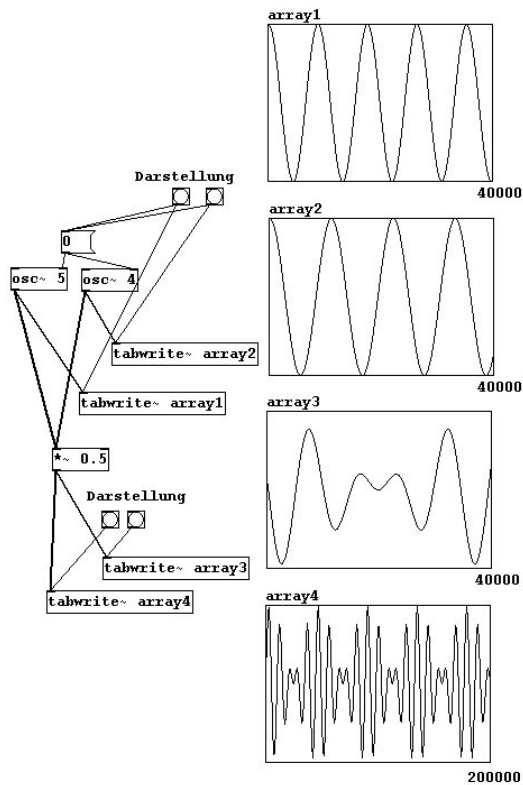 array1
40000
Darstellung
0
osc~ 5
osc~ 4
array2
40000
tabwrite~ array2
tabwrite~ array1
array3
40000
*~ 0.5
Darstellung
tabwrite~ array3
tabwrite~ array4
array4
200000